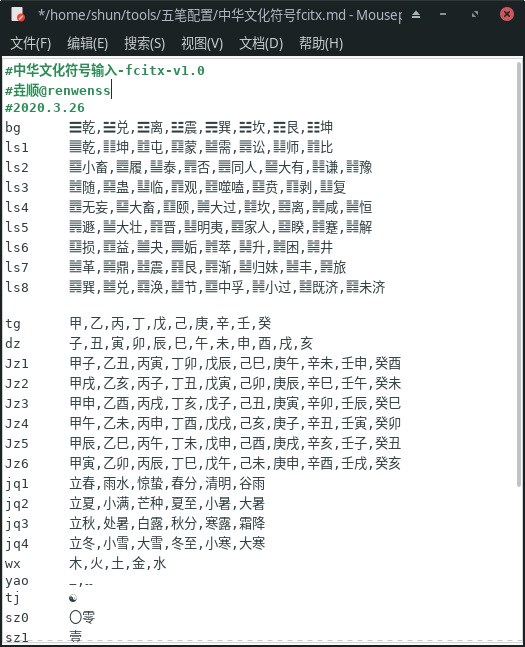 */home/shun/tools/五笔配置/中华文化符号fcitx.md - Mousep
文件(F) 编辑(E) 搜索(S) 视图(V) 文档(D) 帮助(H)
#中华文化符号输入-fcitx-v1.0
#垚顺@renwenss
#2020.3.26
bg ☰乾,☱兑,☲离,☳震,☴巽,☵坎,☶艮,☷坤
ls1 ䷀乾,䷁坤,䷂屯,䷃蒙,䷄需,䷅讼,䷆师,䷇比
ls2 ䷈小畜,䷉履,䷊泰,䷋否,䷌同人,䷍大有,䷎谦,䷏豫
ls3 ䷐随,䷑蛊,䷒临,䷓观,䷔噬嗑,䷕贲,䷖剥,䷗复
ls4 ䷘无妄,䷙大畜,䷚颐,䷛大过,䷜坎,䷝离,䷞咸,䷟恒
ls5 ䷠遯,䷡大壮,䷢晋,䷣明夷,䷤家人,䷥睽,䷦蹇,䷧解
ls6 ䷨损,䷩益,䷪夬,䷫姤,䷬萃,䷭升,䷮困,䷯井
ls7 ䷰革,䷱鼎,䷲震,䷳艮,䷴渐,䷵归妹,䷶丰,䷷旅
ls8 ䷸巽,䷹兑,䷺涣,䷻节,䷼中孚,䷽小过,䷾既济,䷿未济
tg 甲,乙,丙,丁,戊,己,庚,辛,壬,癸
dz 子,丑,寅,卯,辰,巳,午,未,申,酉,戌,亥
Jz1 甲子,乙丑,丙寅,丁卯,戊辰,己巳,庚午,辛未,壬申,癸酉
Jz2 甲戌,乙亥,丙子,丁丑,戊寅,己卯,庚辰,辛巳,壬午,癸未
Jz3 甲申,乙酉,丙戌,丁亥,戊子,己丑,庚寅,辛卯,壬辰,癸巳
Jz4 甲午,乙未,丙申,丁酉,戊戌,己亥,庚子,辛丑,壬寅,癸卯
Jz5 甲辰,乙巳,丙午,丁未,戊申,己酉,庚戌,辛亥,壬子,癸丑
Jz6 甲寅,乙卯,丙辰,丁巳,戊午,己未,庚申,辛酉,壬戌,癸亥
jq1 立春,雨水,惊蛰,春分,清明,谷雨
jq2 立夏,小满,芒种,夏至,小暑,大暑
jq3 立秋,处暑,白露,秋分,寒露,霜降
jq4 立冬,小雪,大雪,冬至,小寒,大寒
wx 木,火,土,金,水
yao ⚊,⚋
tj ☯
sz0 〇零
sz1 壹